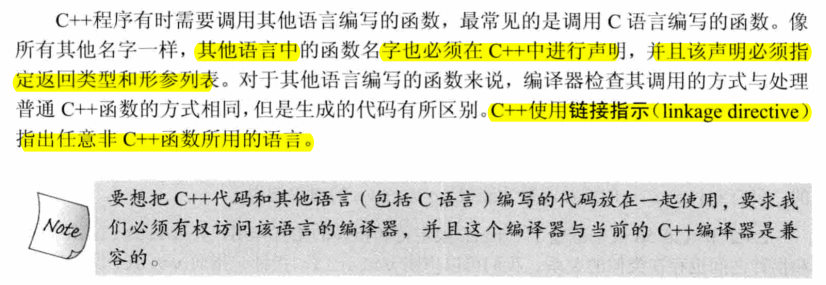 C++程序有时需要调用其他语言编写的函数，最常见的是调用 C 语言编写的函数。像
所有其他名字一样，其他语言中的函数名字也必须在 C++中进行声明，并且该声明必须指
定返回类型和形参列表。对于其他语言编写的函数来说，编译器检查其调用的方式与处理
普通 C++函数的方式相同，但是生成的代码有所区别。C++使用链接指示（linkage directive）
指出任意非 C++函数所用的语言。
Note
要想把 C++代码和其他语言（包括 C 语言）编写的代码放在一起使用，要求我
们必须有权访问该语言的编译器，并且这个编译器与当前的 C++编译器是兼
容的。